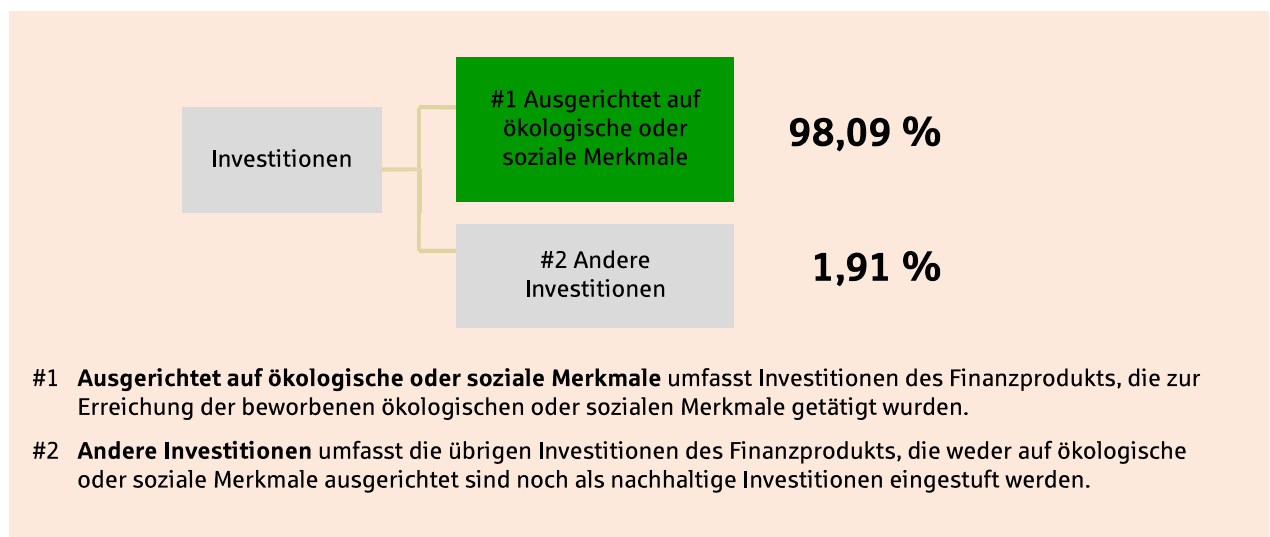 Investitionen
#1 Ausgerichtet auf
ökologische oder
soziale Merkmale
98,09 %
#2 Andere
Investitionen
1,91 %
#1 Ausgerichtet auf ökologische oder soziale Merkmale umfasst Investitionen des Finanzprodukts, die zur
Erreichung der beworbenen ökologischen oder sozialen Merkmale getätigt wurden.
#2 Andere Investitionen umfasst die übrigen Investitionen des Finanzprodukts, die weder auf ökologische
oder soziale Merkmale ausgerichtet sind noch als nachhaltige Investitionen eingestuft werden.